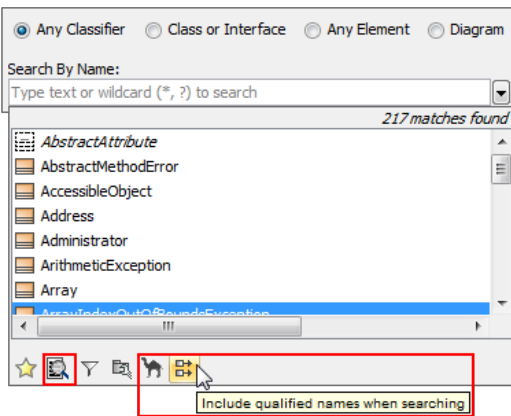 Any Classifier Class or Interface Any Element Diagram
Search By Name:
Type text or wildcard (*, ?) to search
217 matches found
AbstractAttribute
AbstractMethodError
AccessibleObject
Address
Administrator
ArithmeticException
Array
ArrayIndexOutOfBoundsException
Include qualified names when searching